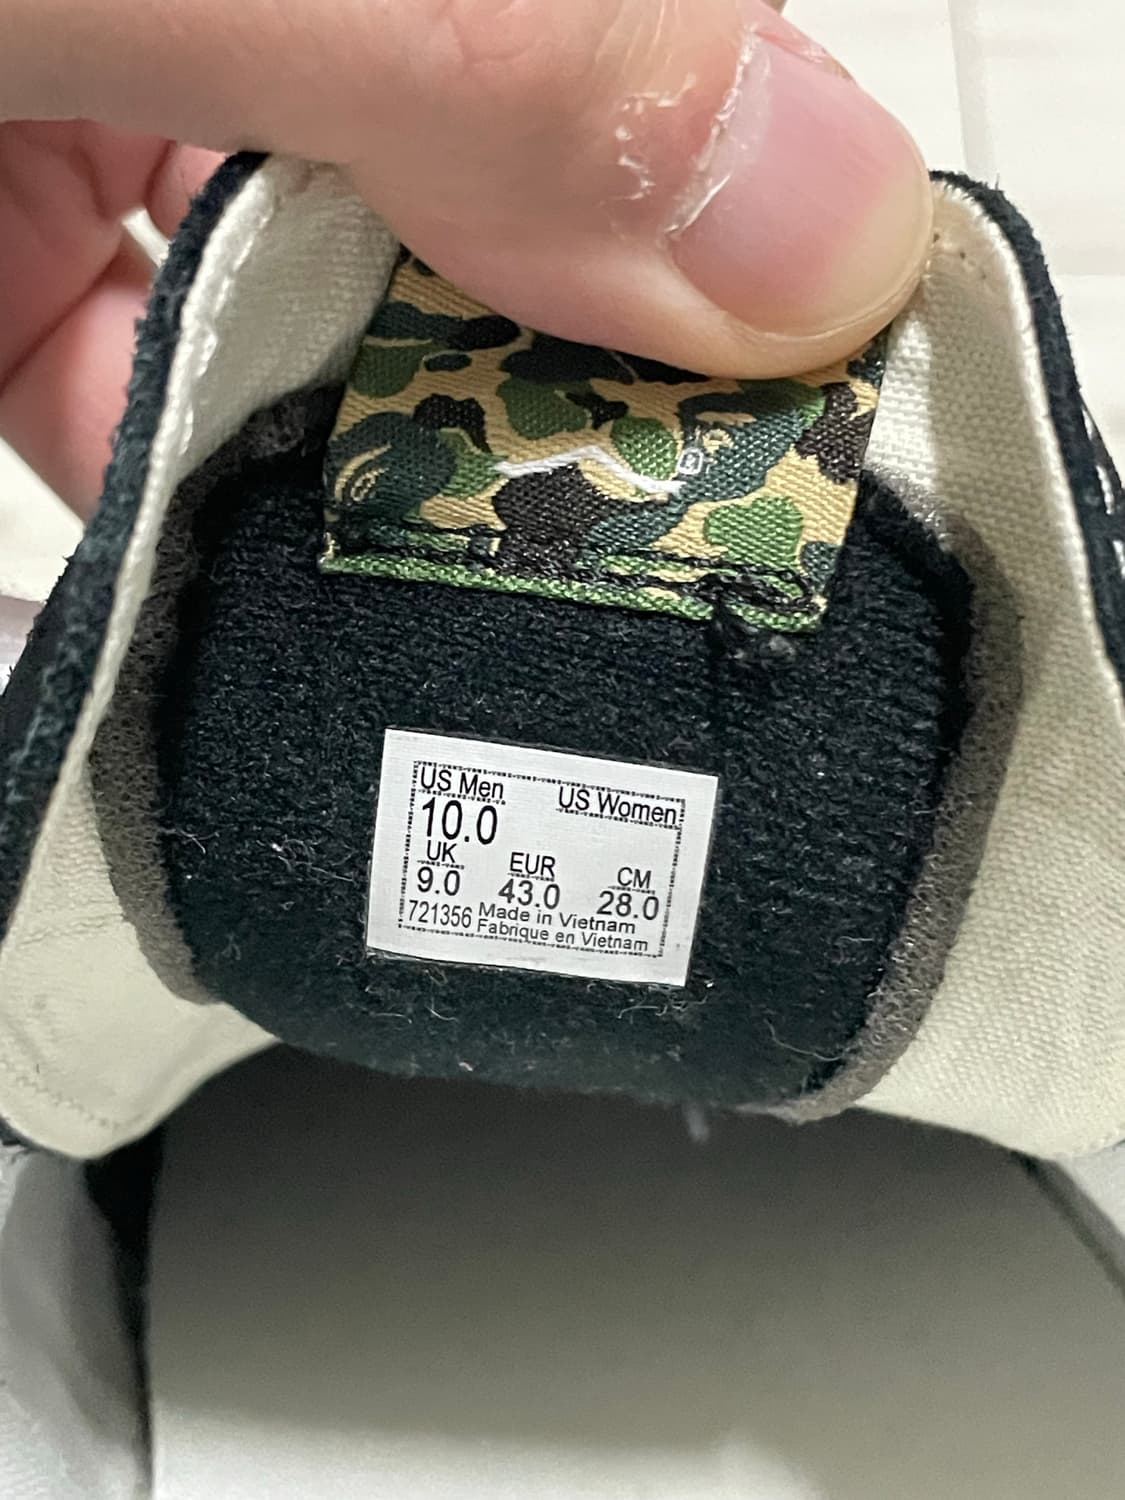 US Men US Women
10.0
UK EUR CM
9.0 43.0 28.0
721356 Made in Vietnam
Fabrique en Vietnam